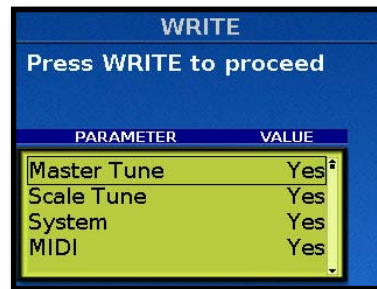 WRITE
Press WRITE to proceed
PARAMETER VALUE
Master Tune Yes
Scale Tune Yes
System Yes
MIDI Yes